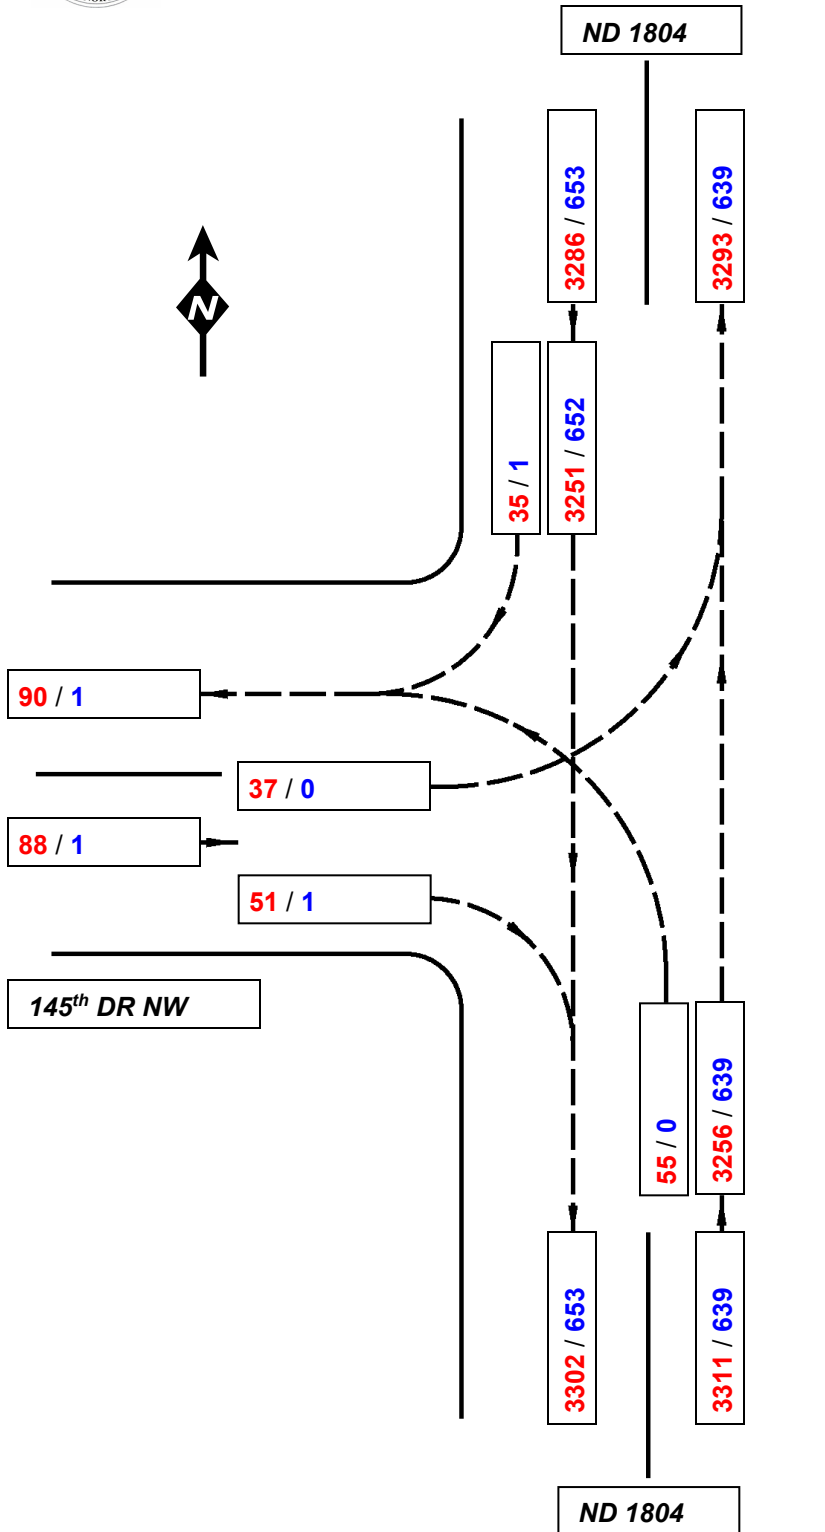 ND 1804
3286 / 653
3293 / 639
N
35 / 1
3251 / 652
90 / 1
37 / 0
88 / 1
51 / 1
145th DR NW
55 / 0
3256 / 639
3302 / 653
3311 / 639
ND 1804